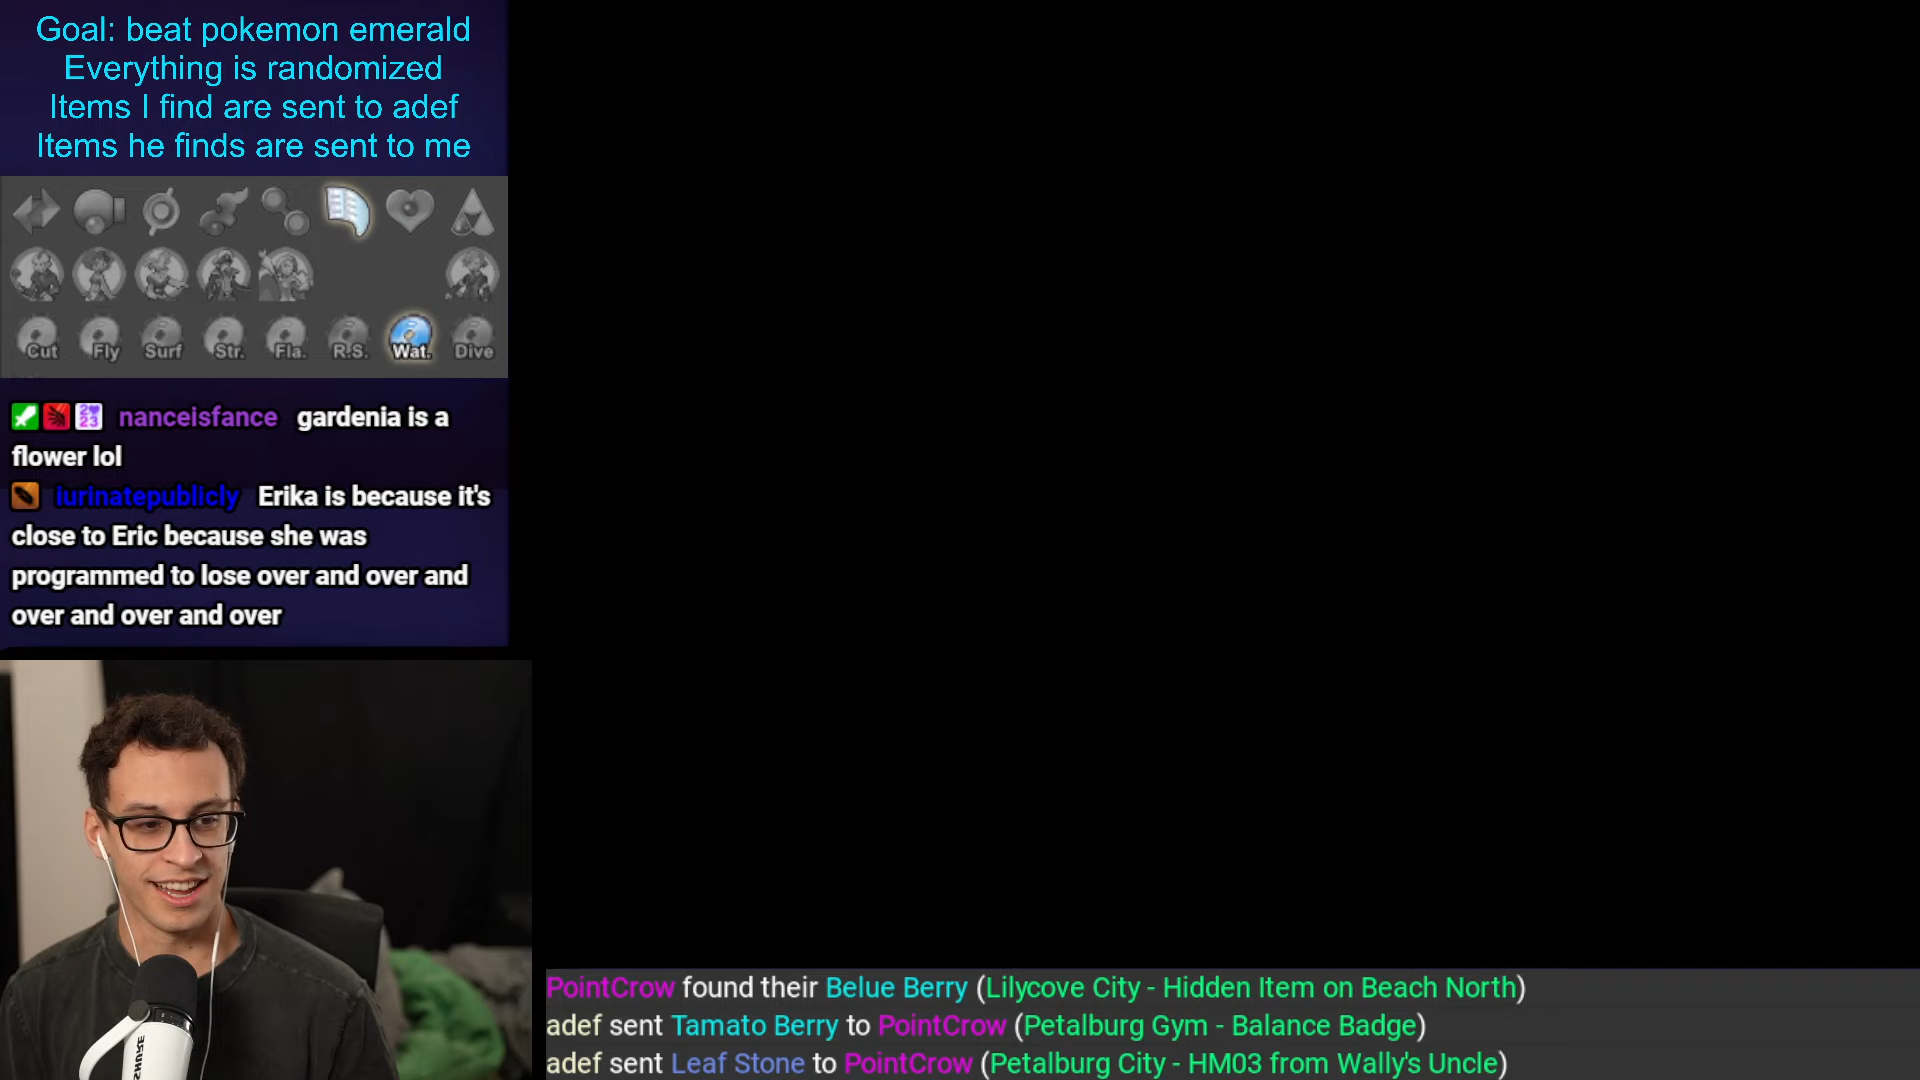 Goal: beat pokemon emerald
Everything is randomized
Items I find are sent to adef
Items he finds are sent to me
Cut Fly Surf Str. Fla. R.S. Wat. Dive
nanceisfance gardenia is a
flower lol
iurinatepublicly Erika is because it's
close to Eric because she was
programmed to lose over and over and
over and over and over
SHURE
PointCrow found their Belue Berry (Lilycove City - Hidden Item on Beach North)
adef sent Tamato Berry to PointCrow (Petalburg Gym - Balance Badge)
adef sent Leaf Stone to PointCrow (Petalburg City - HM03 from Wally's Uncle)